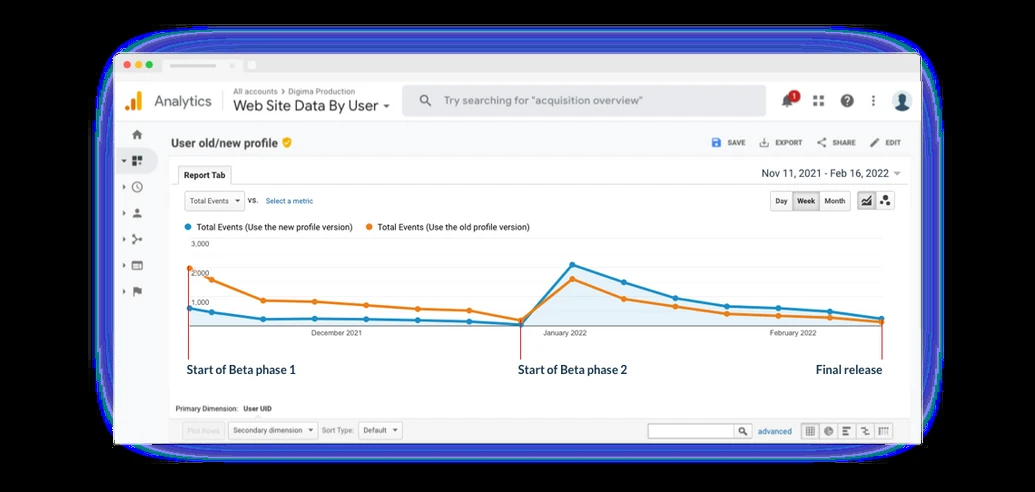 All accounts > Digima Production
Analytics
Web Site Data By User
Try searching for "acquisition overview"
1
User old/new profile
SAVE
EXPORT
SHARE
EDIT
Report Tab
Nov 11, 2021 - Feb 16, 2022
Total Events
VS.
Select a metric
Day
Week
Month
Total Events (Use the new profile version)
Total Events (Use the old profile version)
3,000
2,000
1,000
December 2021
January 2022
February 2022
Start of Beta phase 1
Start of Beta phase 2
Final release
Primary Dimension: User UID
Plot Rows
Secondary dimension
Sort Type:
Default
advanced